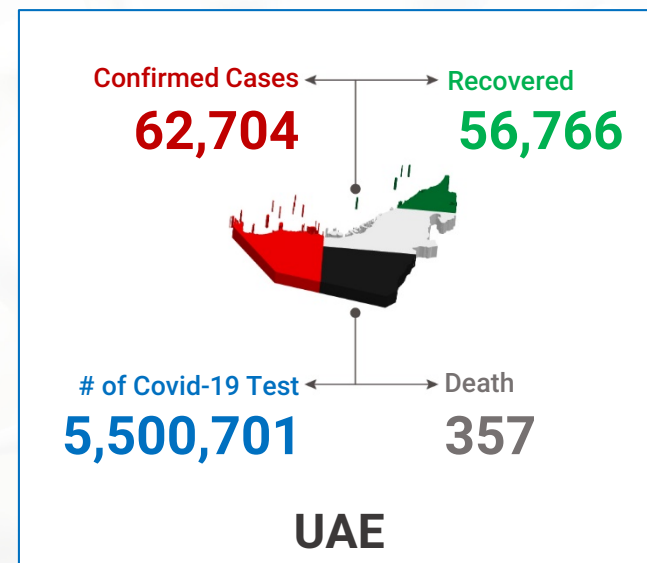 Confirmed Cases
62,704
Recovered
56,766
# of Covid-19 Test
5,500,701
Death
357
UAE